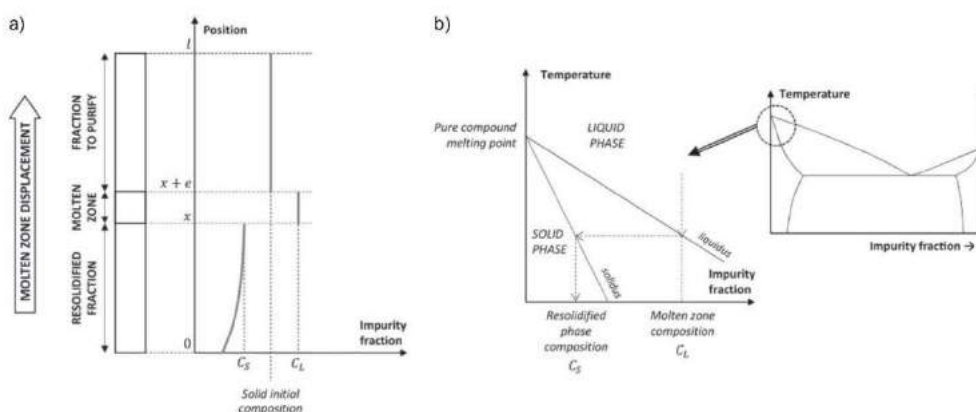 a)
Position
l
MOLTEN ZONE DISPLACEMENT
FRACTION
TO PURIFY
x + e
MOLTEN
ZONE
x
RESOLIDIFIED
FRACTION
0
Impurity
fraction
C_S
C_L
Solid initial
composition
b)
Temperature
Pure compound
melting point
LIQUID
PHASE
SOLID
PHASE
liquidus
solidus
Impurity
fraction
Resolidified
phase
composition
C_S
Molten zone
composition
C_L
Temperature
Impurity fraction →